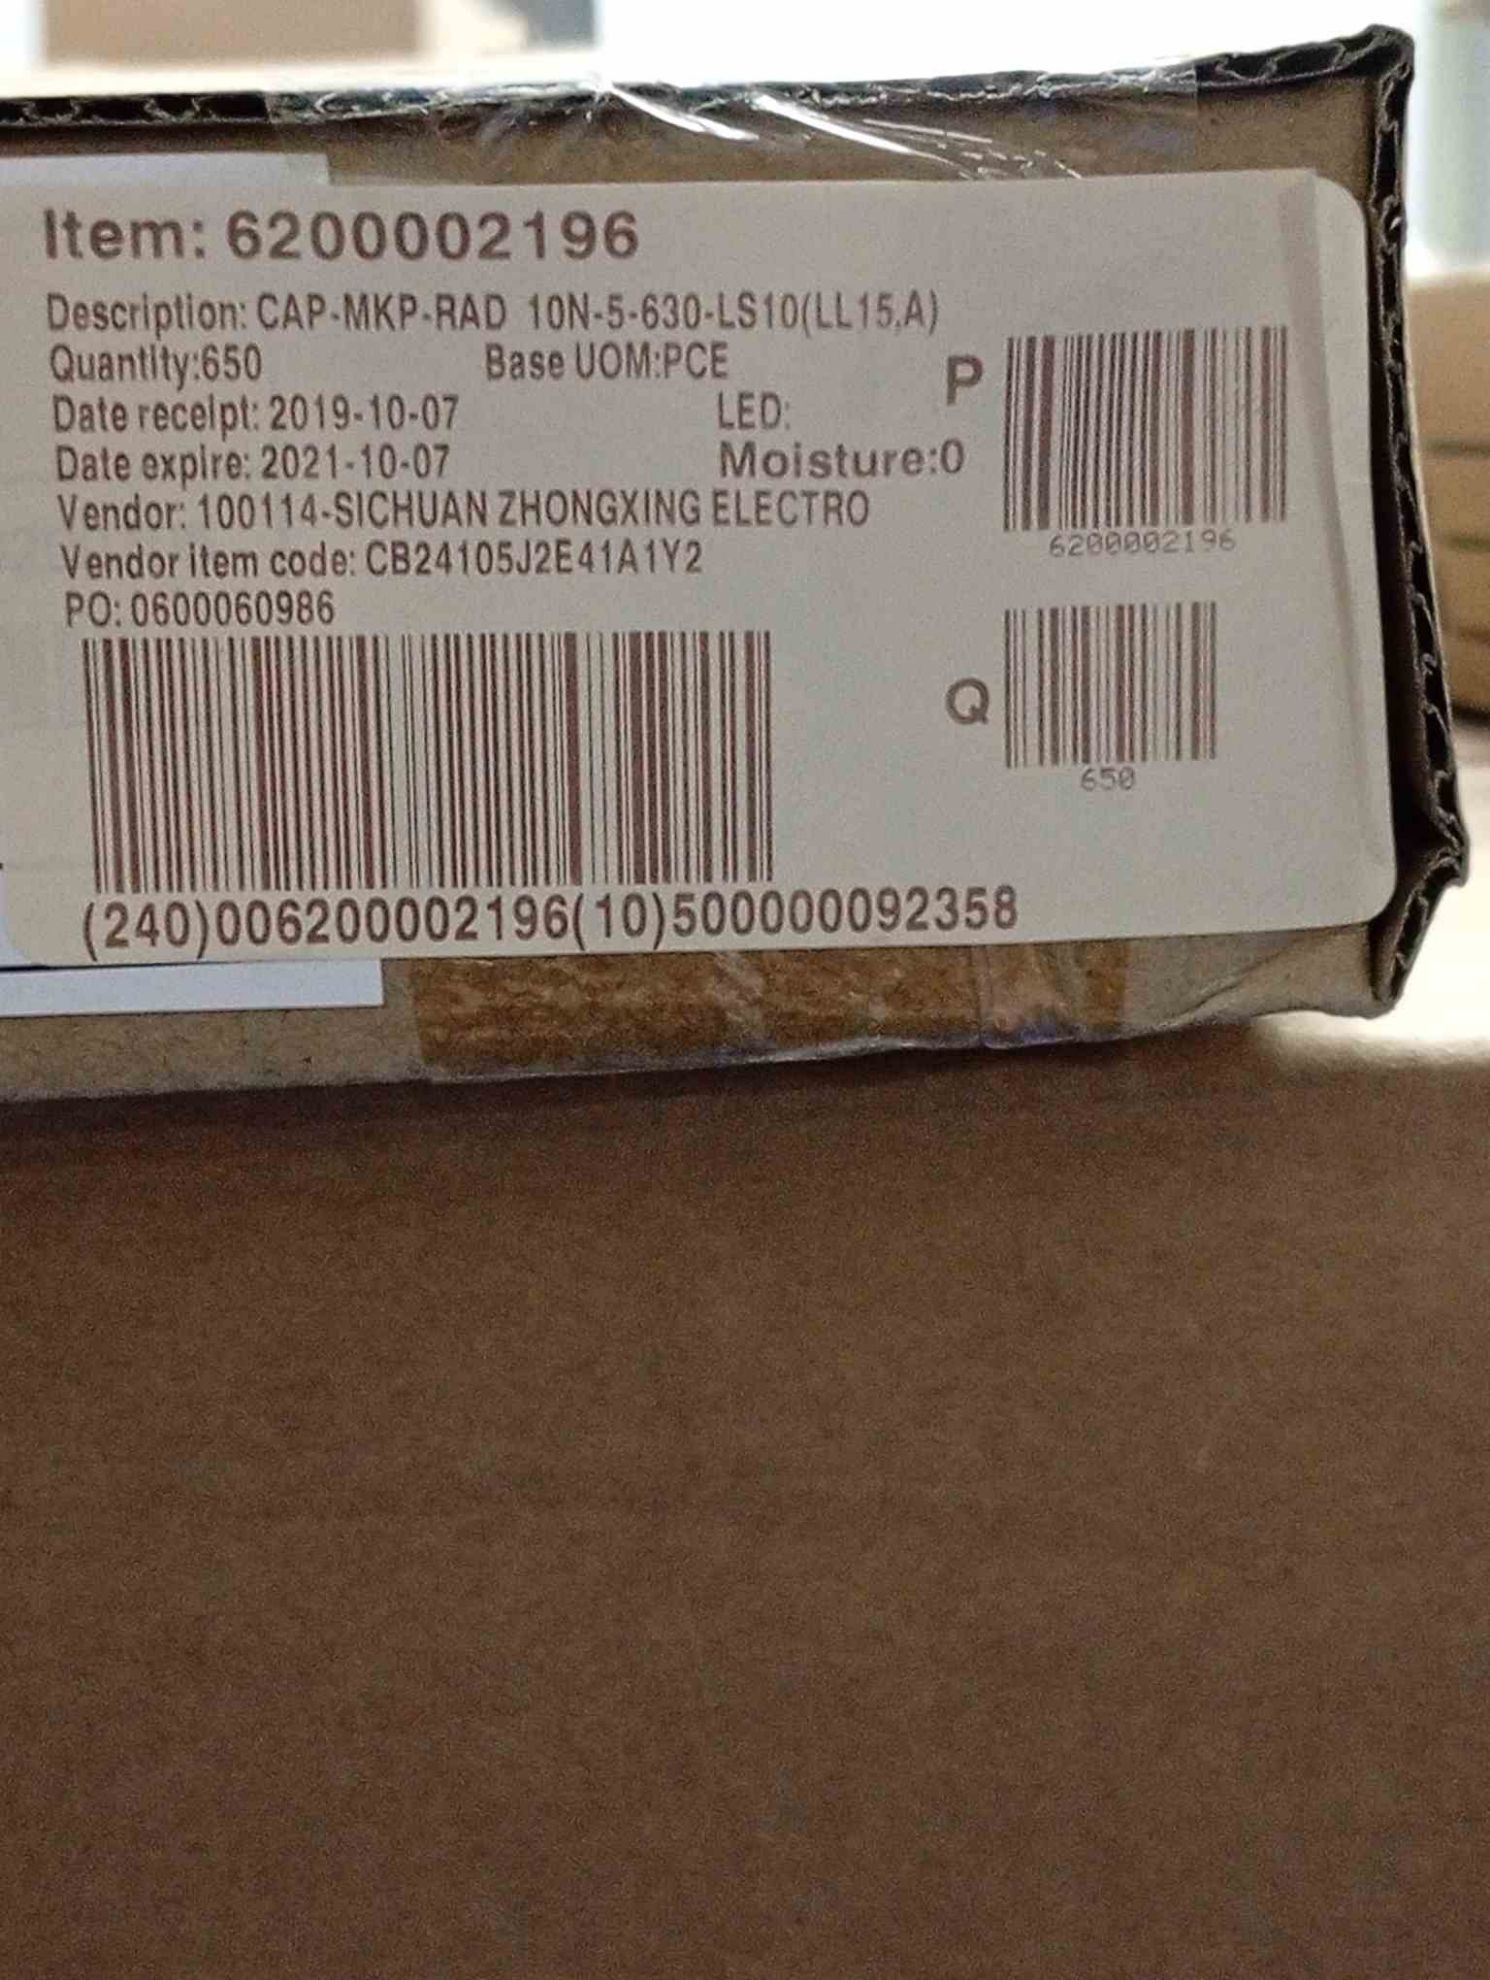 Item: 6200002196
Description: CAP-MKP-RAD 10N-5-630-LS10(LL15,A)
Quantity:650 Base UOM:PCE
Date receipt: 2019-10-07 LED:
Date expire: 2021-10-07 Moisture:0
Vendor: 100114-SICHUAN ZHONGXING ELECTRO
Vendor item code: CB24105J2E41A1Y2
PO: 0600060986
(240)006200002196(10)500000092358
P
6200002196
Q
650